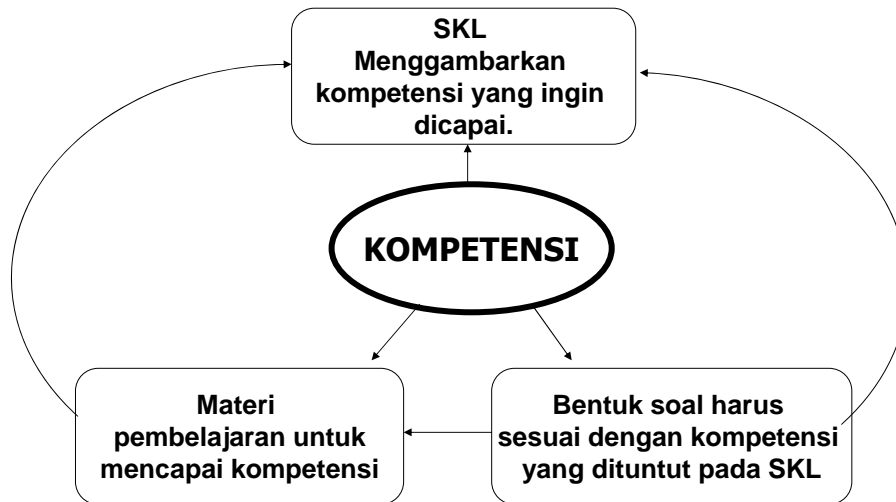 SKL
Menggambarkan
kompetensi yang ingin
dicapai.
KOMPETENSI
Materi
pembelajaran untuk
mencapai kompetensi
Bentuk soal harus
sesuai dengan kompetensi
yang dituntut pada SKL